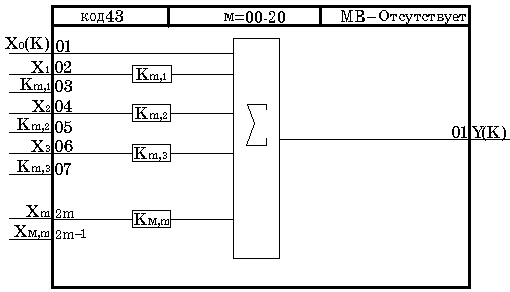 код43 м=00-20 МВ–Отсутствует
X₀(K) 01
X₁ 02 Km,1
Km,1 03
X₂ 04 Km,2
Km,2 05
X₃ 06 Km,3
Km,3 07
∑
01 Y(K)
Xm 2m Kм,m
Xм,m 2m-1